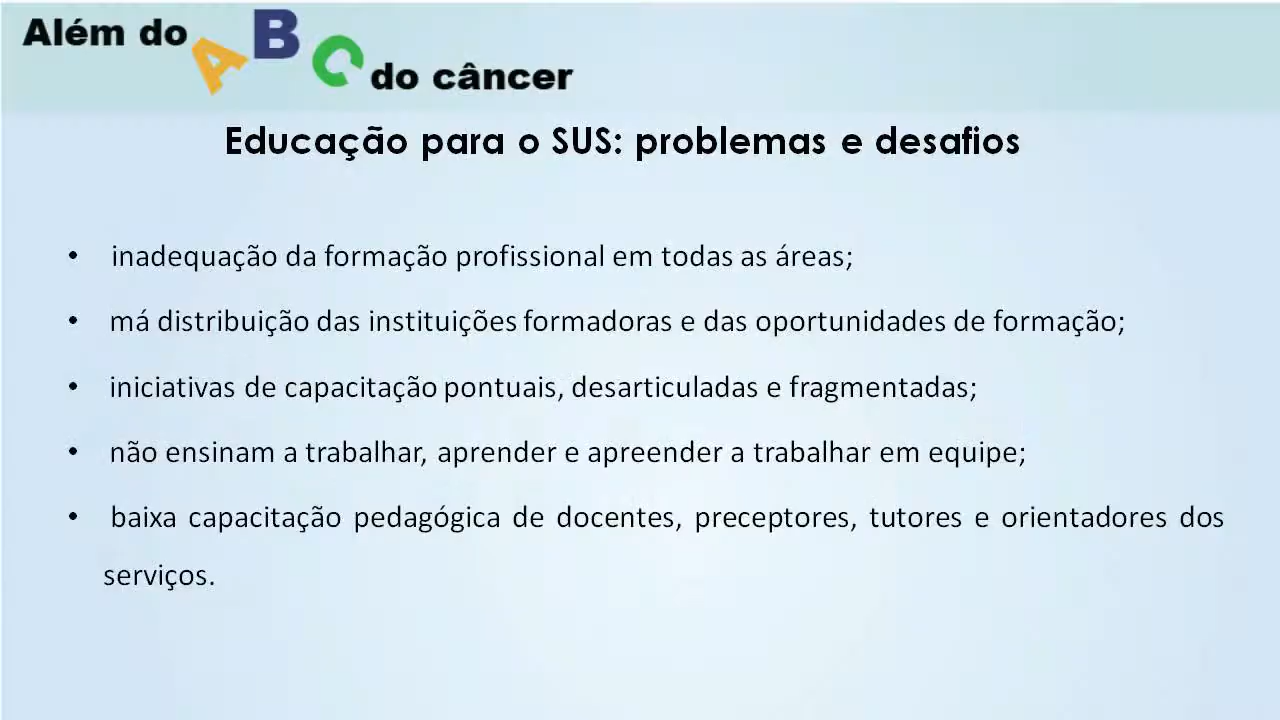 Além do ABC do câncer
Educação para o SUS: problemas e desafios
• inadequação da formação profissional em todas as áreas;
• má distribuição das instituições formadoras e das oportunidades de formação;
• iniciativas de capacitação pontuais, desarticuladas e fragmentadas;
• não ensinam a trabalhar, aprender e apreender a trabalhar em equipe;
• baixa capacitação pedagógica de docentes, preceptores, tutores e orientadores dos
serviços.